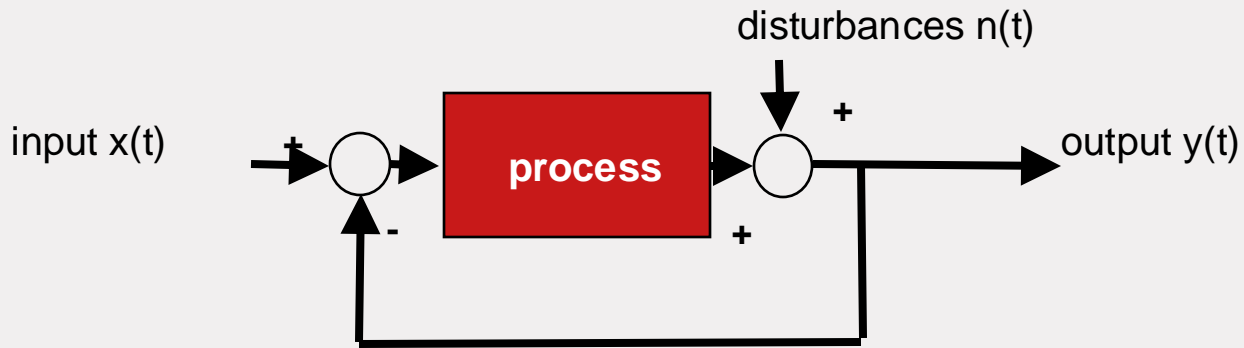 disturbances n(t)
+
input x(t)
+
output y(t)
process
-
+